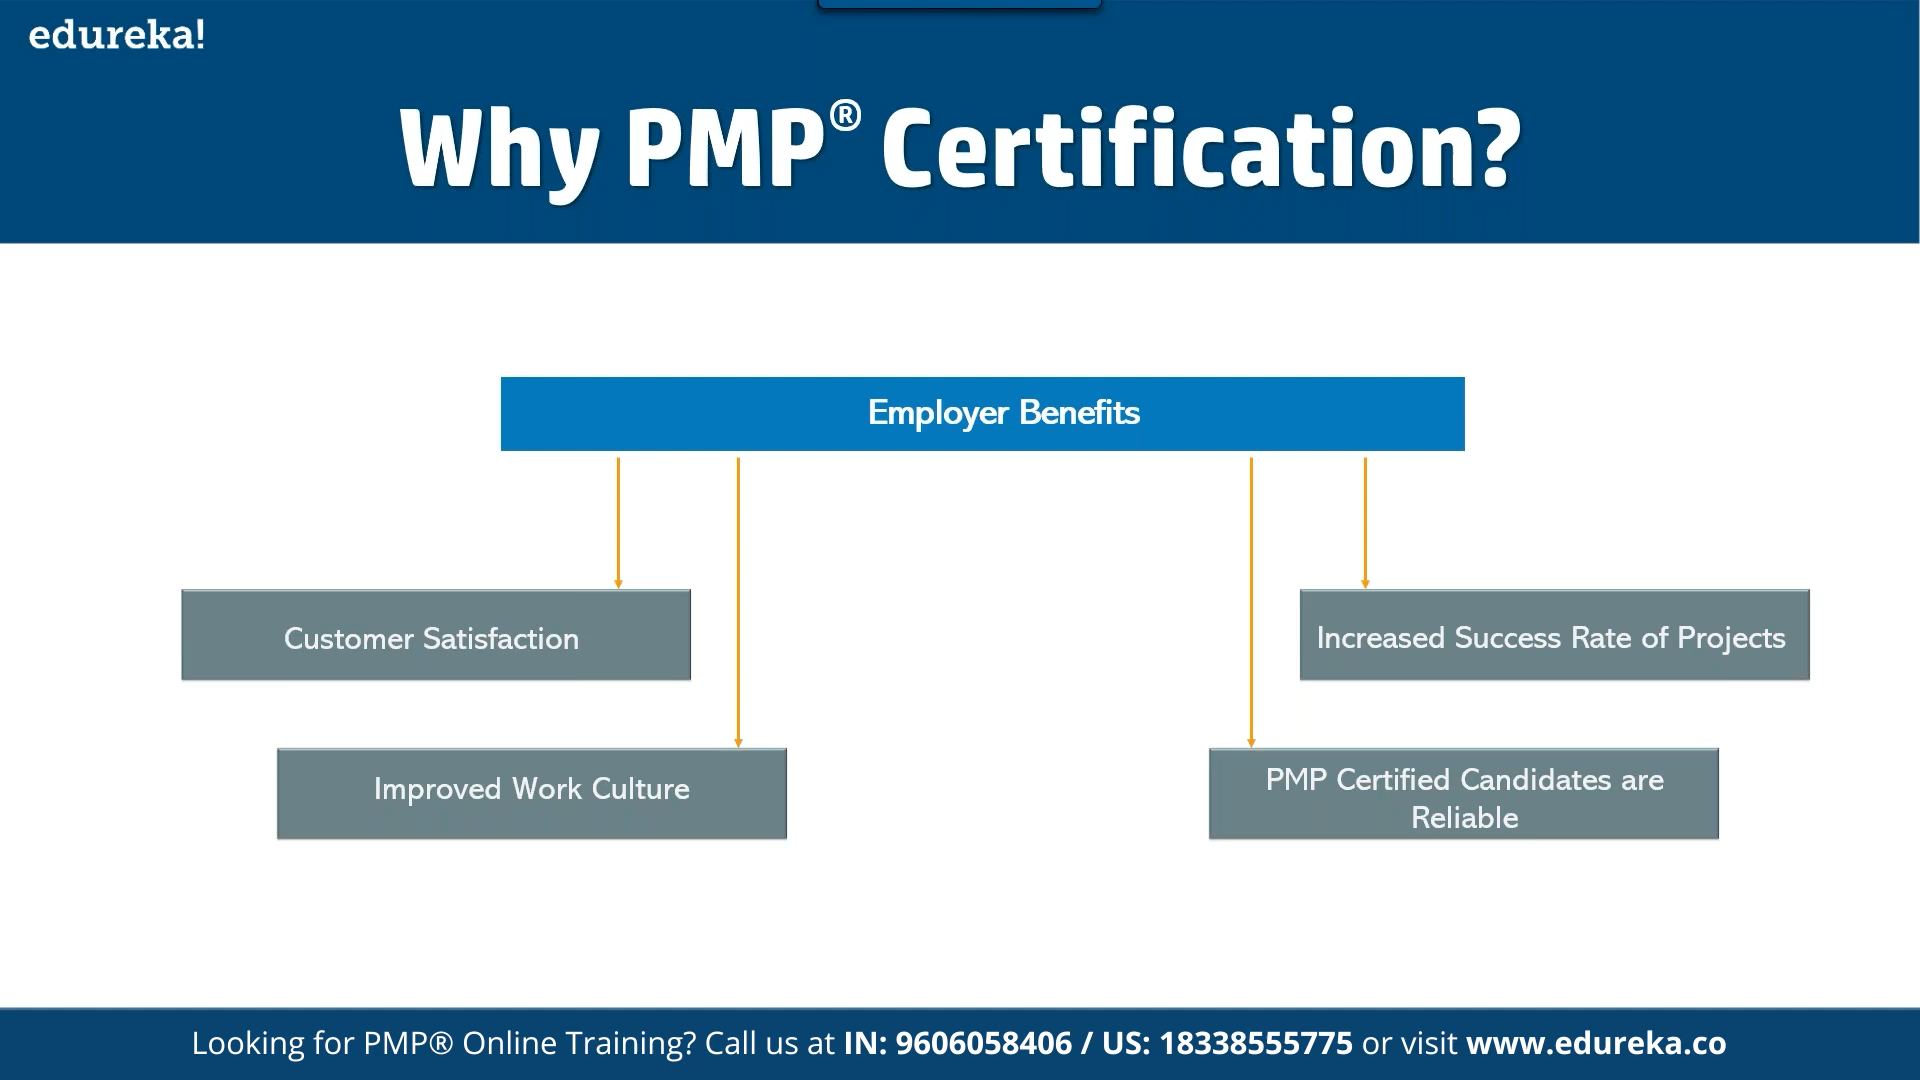 edureka!
Why PMP® Certification?
Employer Benefits
Customer Satisfaction
Increased Success Rate of Projects
Improved Work Culture
PMP Certified Candidates are
Reliable
Looking for PMP® Online Training? Call us at IN: 9606058406 / US: 18338555775 or visit www.edureka.co